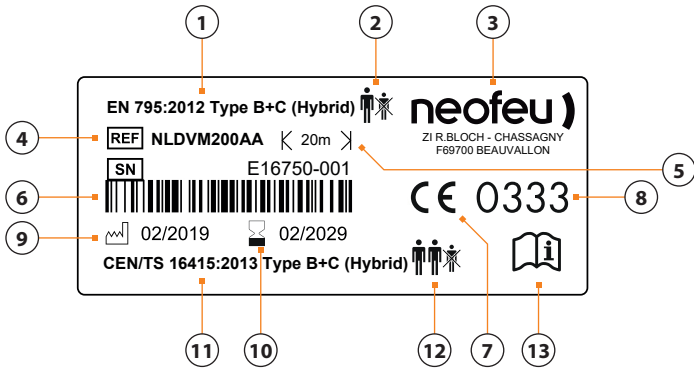 1
2
3
EN 795:2012 Type B+C (Hybrid)
neofeu
ZI R.BLOCH - CHASSAGNY
F69700 BEAUVALLON
4
REF NLDVM200AA 20m
5
SN E16750-001
6
CE 0333
8
9
02/2019 02/2029
CEN/TS 16415:2013 Type B+C (Hybrid)
i
11
10
12
7
13